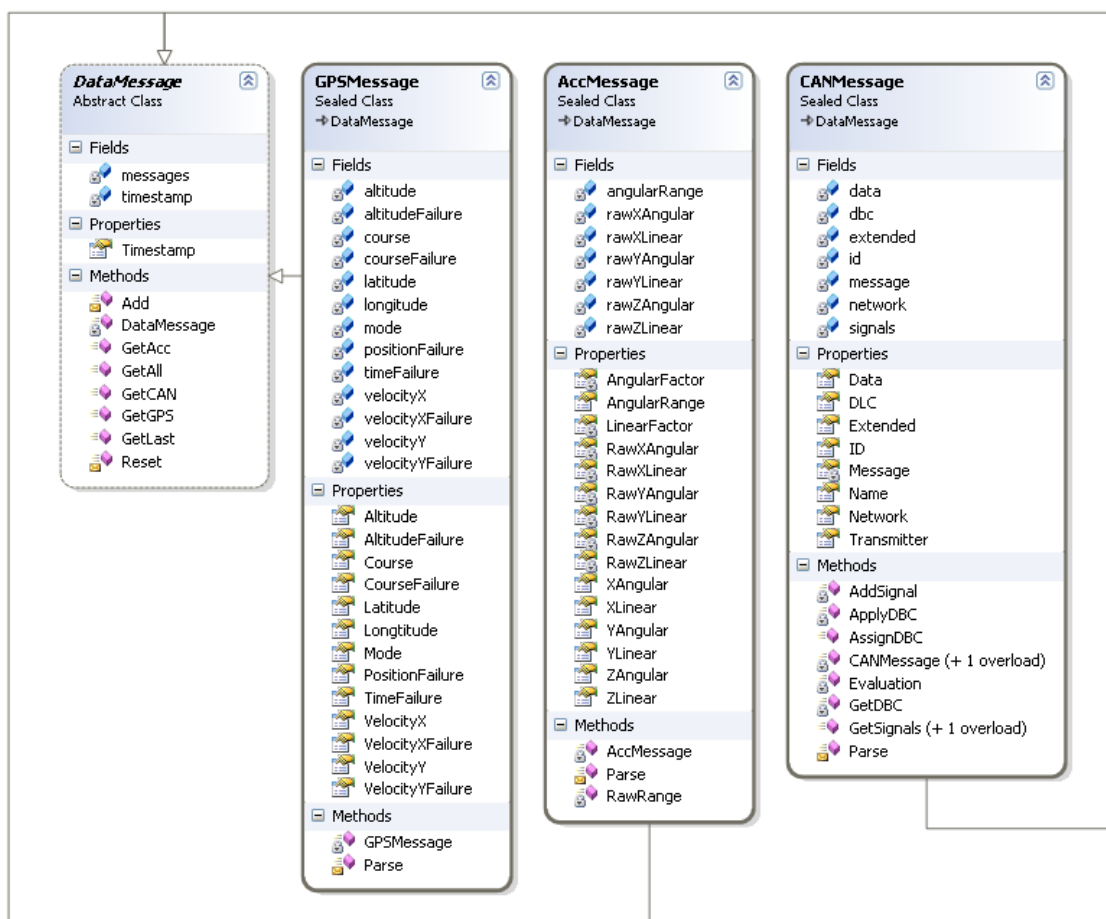 DataMessage
Abstract Class
Fields
messages
timestamp
Properties
Timestamp
Methods
Add
DataMessage
GetAcc
GetAll
GetCAN
GetGPS
GetLast
Reset
GPSMessage
Sealed Class
DataMessage
Fields
altitude
altitudeFailure
course
courseFailure
latitude
longitude
mode
positionFailure
timeFailure
velocityX
velocityXFailure
velocityY
velocityYFailure
Properties
Altitude
AltitudeFailure
Course
CourseFailure
Latitude
Longtitude
Mode
PositionFailure
TimeFailure
VelocityX
VelocityXFailure
VelocityY
VelocityYFailure
Methods
GPSMessage
Parse
AccMessage
Sealed Class
DataMessage
Fields
angularRange
rawXAngular
rawXLinear
rawYAngular
rawYLinear
rawZAngular
rawZLinear
Properties
AngularFactor
AngularRange
LinearFactor
RawXAngular
RawXLinear
RawYAngular
RawYLinear
RawZAngular
RawZLinear
XAngular
XLinear
YAngular
YLinear
ZAngular
ZLinear
Methods
AccMessage
Parse
RawRange
CANMessage
Sealed Class
DataMessage
Fields
data
dbc
extended
id
message
network
signals
Properties
Data
DLC
Extended
ID
Message
Name
Network
Transmitter
Methods
AddSignal
ApplyDBC
AssignDBC
CANMessage (+ 1 overload)
Evaluation
GetDBC
GetSignals (+ 1 overload)
Parse